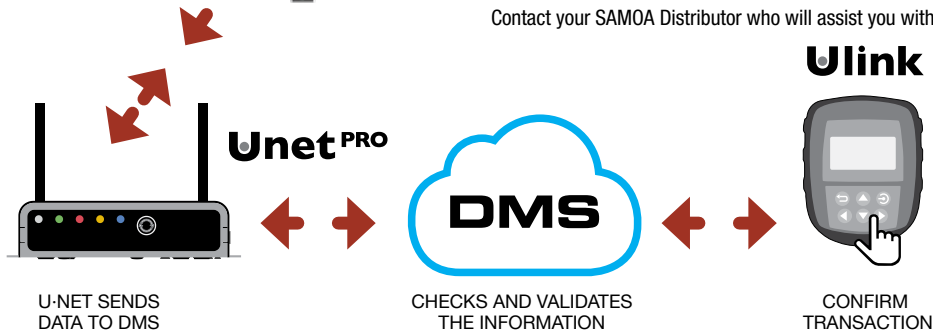 Contact your SAMOA Distributor who will assist you with
Ulink
Unet PRO
DMS
U·NET SENDS
DATA TO DMS
CHECKS AND VALIDATES
THE INFORMATION
CONFIRM
TRANSACTION